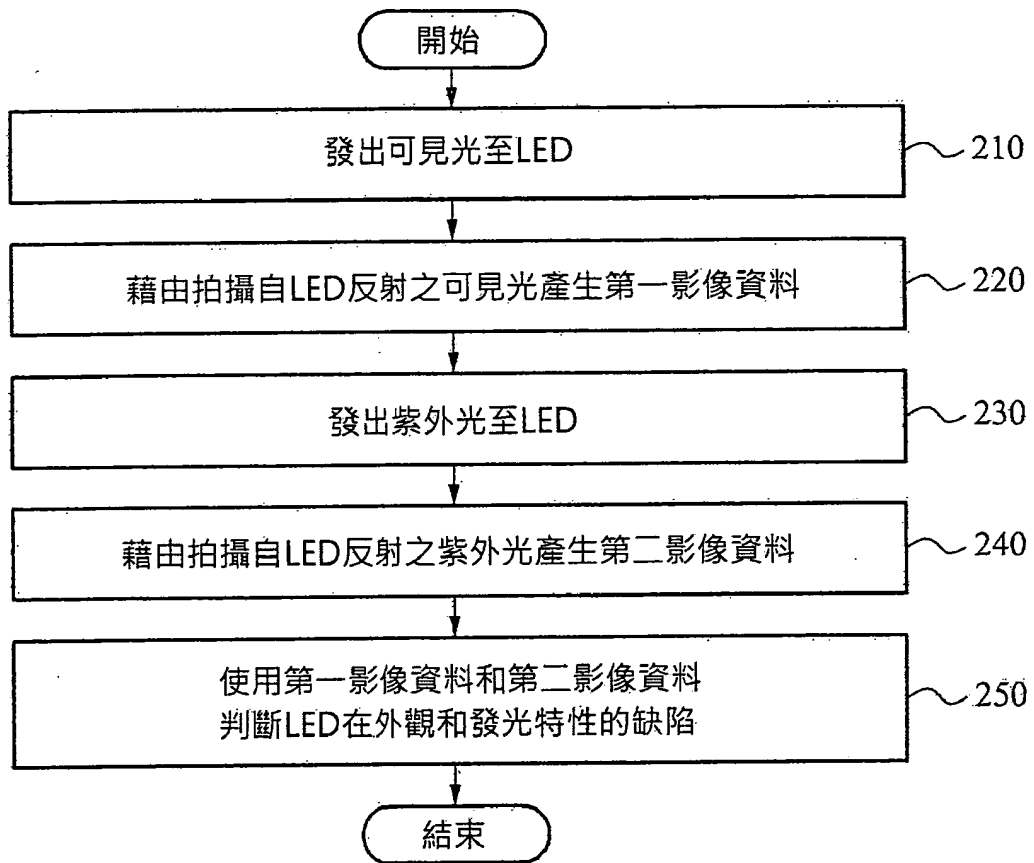 開始
發出可見光至LED
210
藉由拍攝自LED反射之可見光產生第一影像資料
220
發出紫外光至LED
230
藉由拍攝自LED反射之紫外光產生第二影像資料
240
使用第一影像資料和第二影像資料
判斷LED在外觀和發光特性的缺陷
250
結束